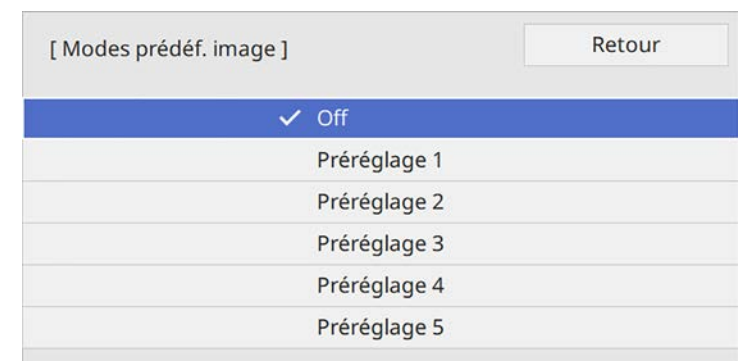 [ Modes prédéf. image ]
Retour
Off
Préréglage 1
Préréglage 2
Préréglage 3
Préréglage 4
Préréglage 5